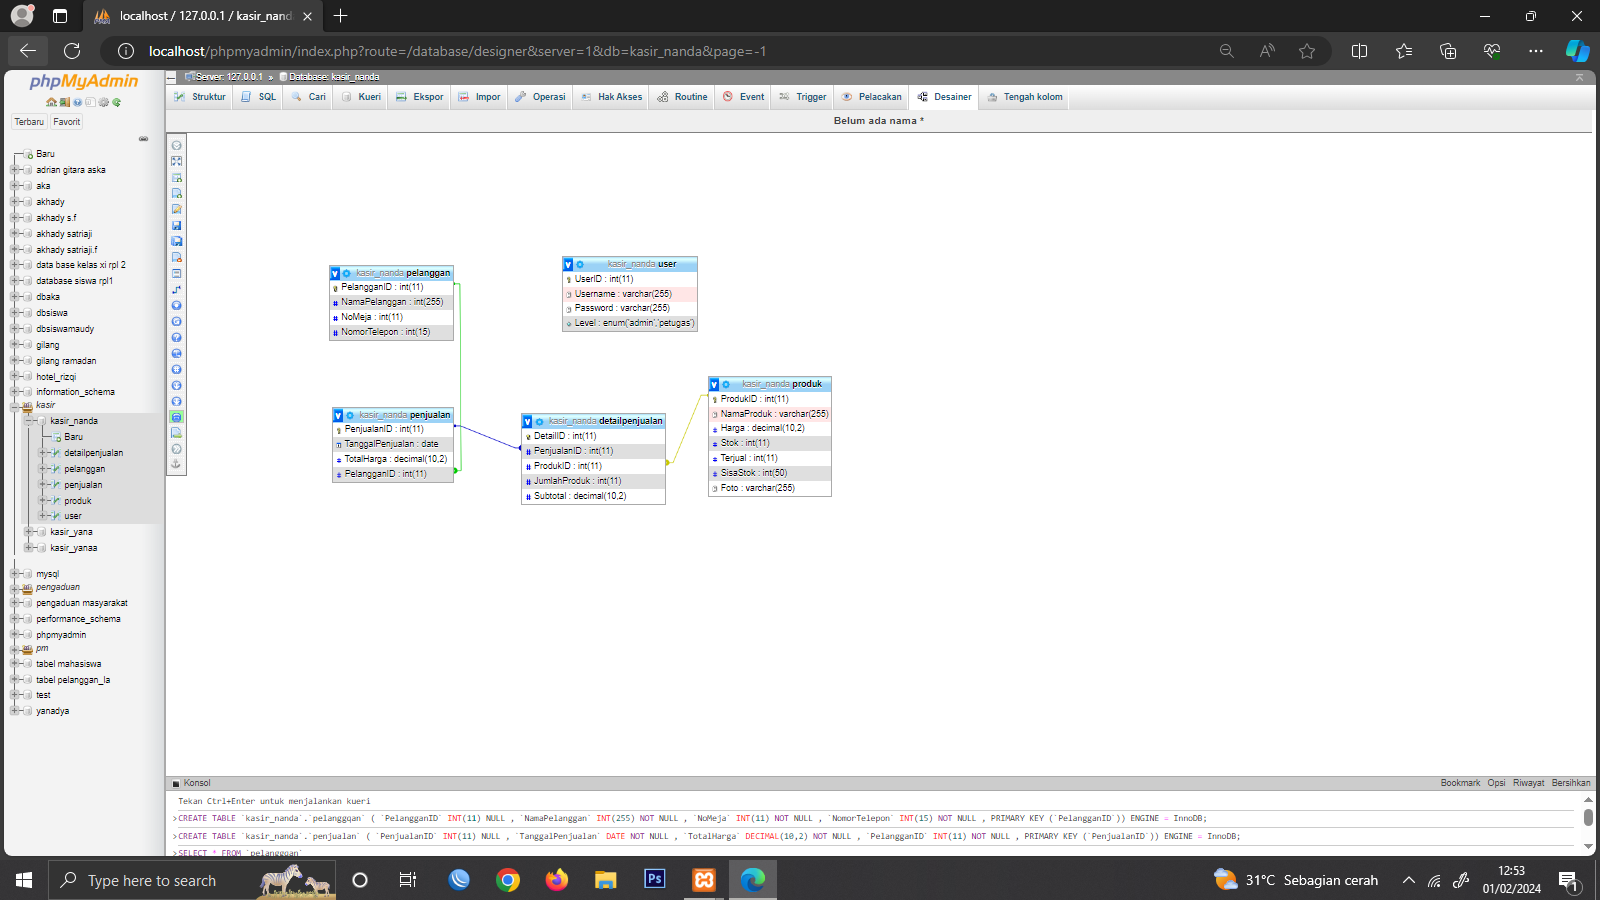 localhost / 127.0.0.1 / kasir_nand
localhost/phpmyadmin/index.php?route=/database/designer&server=1&db=kasir_nanda&page=-1
phpMyAdmin
Terbaru Favorit
Baru
adrian gitara aska
aka
akhady
akhady s.f
akhady satriaji
akhady satriaji.f
data base kelas xi rpl 2
database siswa rpl1
dbaka
dbsiswa
dbsiswamaudy
gilang
gilang ramadan
hotel_rizqi
information_schema
kasir
kasir_nanda
Baru
detailpenjualan
pelanggan
penjualan
produk
user
kasir_yana
kasir_yanaa
mysql
pengaduan
pengaduan masyarakat
performance_schema
phpmyadmin
pm
tabel mahasiswa
tabel pelanggan_la
test
yanadya
Server: 127.0.0.1 » Database: kasir_nanda
Struktur SQL Cari Kueri Ekspor Impor Operasi Hak Akses Routine Event Trigger Pelacakan Desainer Tengah kolom
Belum ada nama *
kasir_nanda pelanggan
PelangganID : int(11)
NamaPelanggan : int(255)
NoMeja : int(11)
NomorTelepon : int(15)
kasir_nanda user
UserID : int(11)
Username : varchar(255)
Password : varchar(255)
Level : enum('admin','petugas')
kasir_nanda penjualan
PenjualanID : int(11)
TanggalPenjualan : date
TotalHarga : decimal(10,2)
PelangganID : int(11)
kasir_nanda detailpenjualan
DetailID : int(11)
PenjualanID : int(11)
ProdukID : int(11)
JumlahProduk : int(11)
Subtotal : decimal(10,2)
kasir_nanda produk
ProdukID : int(11)
NamaProduk : varchar(255)
Harga : decimal(10,2)
Stok : int(11)
Terjual : int(11)
SisaStok : int(50)
Foto : varchar(255)
Konsol Bookmark Opsi Riwayat Bersihkan
Tekan Ctrl+Enter untuk menjalankan kueri
>CREATE TABLE `kasir_nanda`.`pelanggqan` ( `PelangganID` INT(11) NULL , `NamaPelanggan` INT(255) NOT NULL , `NoMeja` INT(11) NOT NULL , `NomorTelepon` INT(15) NOT NULL , PRIMARY KEY (`PelangganID`)) ENGINE = InnoDB;
>CREATE TABLE `kasir_nanda`.`penjualan` ( `PenjualanID` INT(11) NULL , `TanggalPenjualan` DATE NOT NULL , `TotalHarga` DECIMAL(10,2) NOT NULL , `PelangganID` INT(11) NOT NULL , PRIMARY KEY (`PenjualanID`)) ENGINE = InnoDB;
>SELECT * FROM `pelanggqan`
Type here to search
Ps
31°C Sebagian cerah
12:53
01/02/2024
1